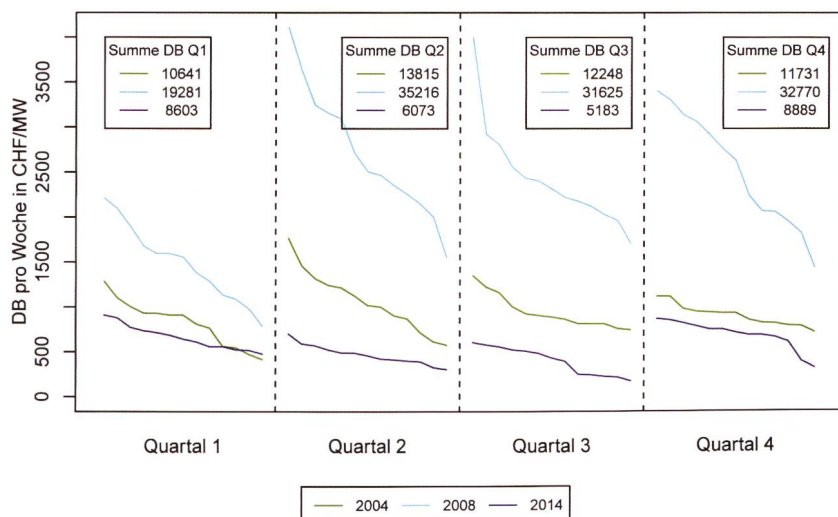 Summe DB Q1
10641
19281
8603
Summe DB Q2
13815
35216
6073
Summe DB Q3
12248
31625
5183
Summe DB Q4
11731
32770
8889
DB pro Woche in CHF/MW
3500
2500
1500
500
0
Quartal 1
Quartal 2
Quartal 3
Quartal 4
2004
2008
2014